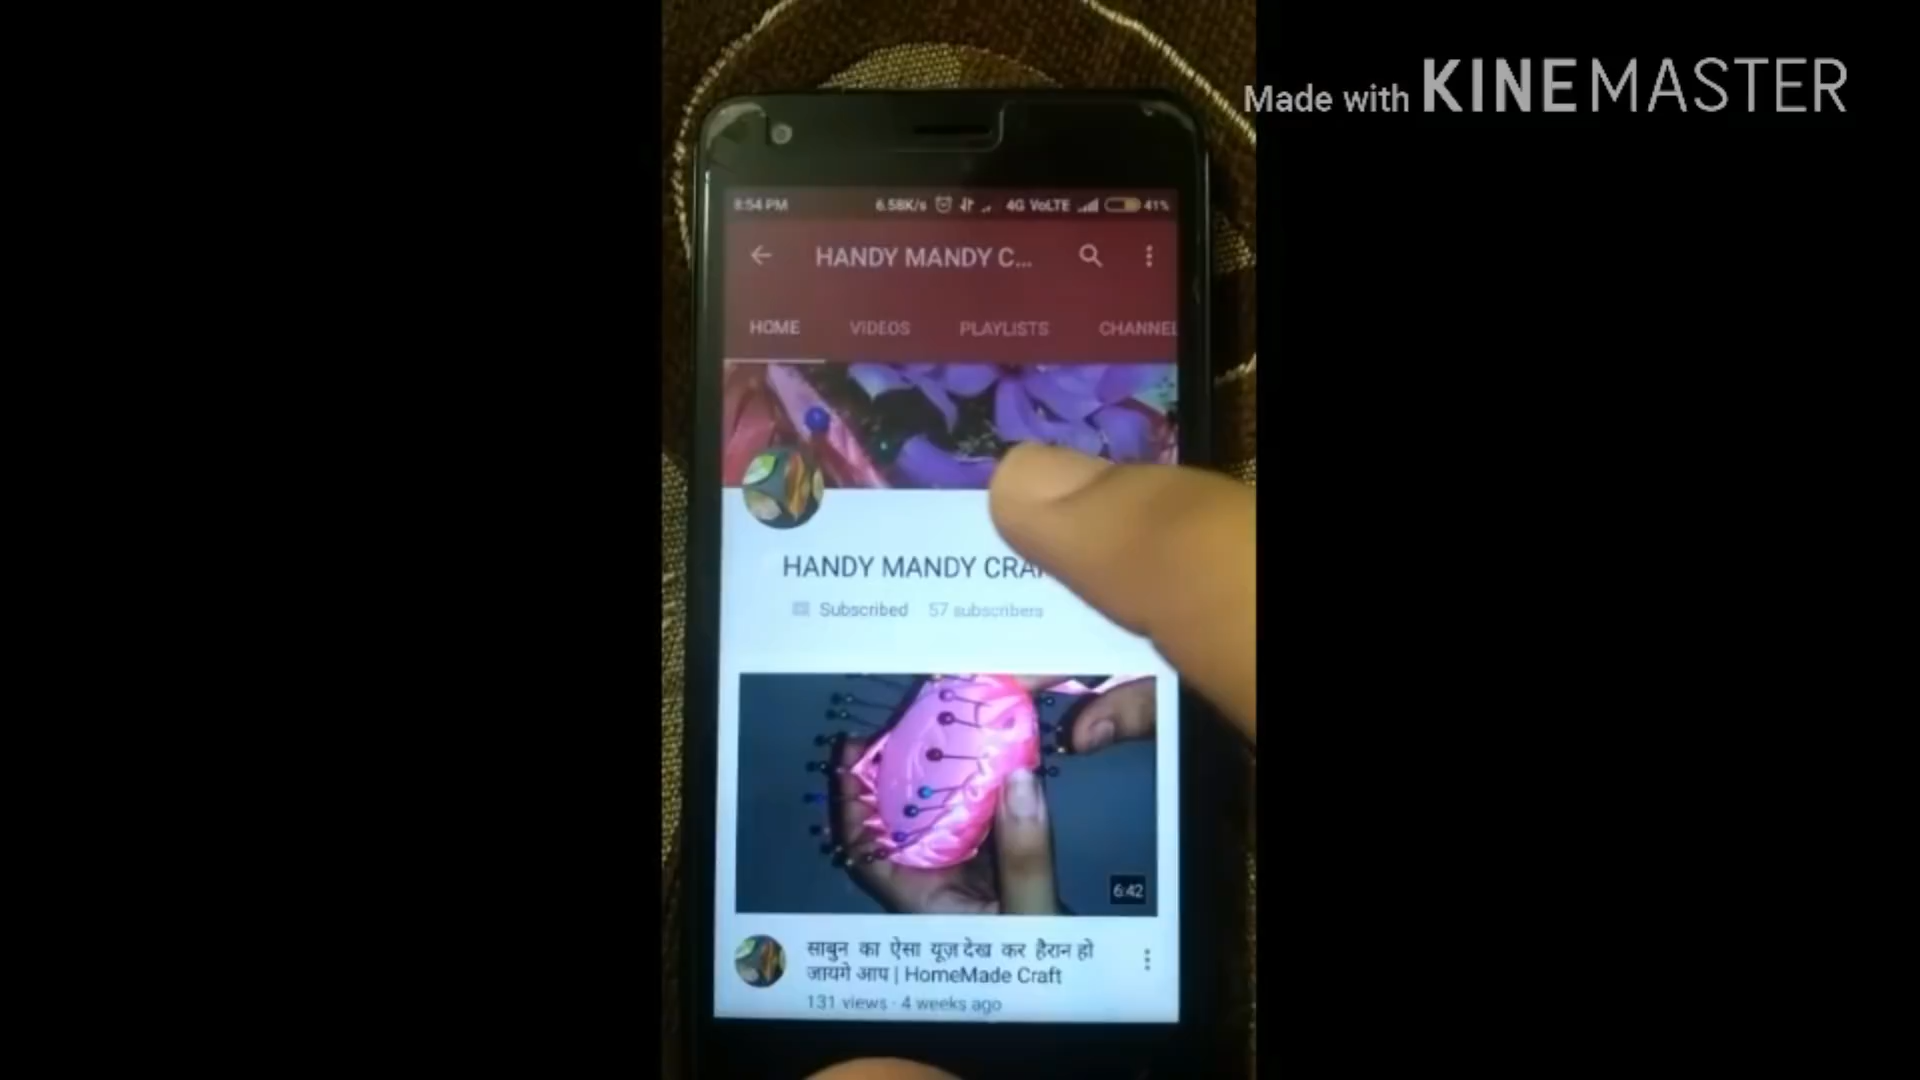 Made with KINEMASTER
8:54 PM 6.58K/s 4G VoLTE 41%
HANDY MANDY C...
HOME VIDEOS PLAYLISTS CHANNEL
HANDY MANDY CRA
Subscribed 57 subscribers
6:42
साबुन का ऐसा यूज़ देख कर हैरान हो
जायगे आप | HomeMade Craft
131 views · 4 weeks ago